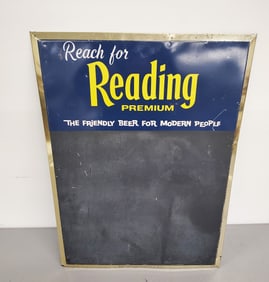 Reach for
Reading
PREMIUM
THE FRIENDLY BEER FOR MODERN PEOPLE